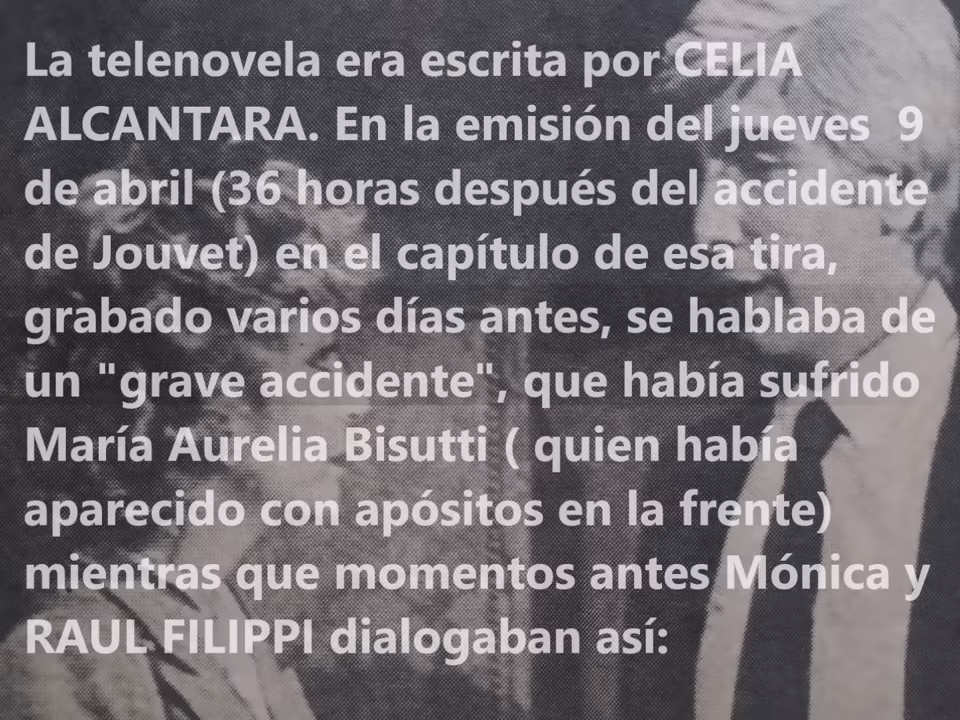 La telenovela era escrita por CELIA
ALCANTARA. En la emisión del jueves 9
de abril (36 horas después del accidente
de Jouvet) en el capítulo de esa tira,
grabado varios días antes, se hablaba de
un "grave accidente", que había sufrido
María Aurelia Bisutti ( quien había
aparecido con apósitos en la frente)
mientras que momentos antes Mónica y
RAUL FILIPPI dialogaban así: